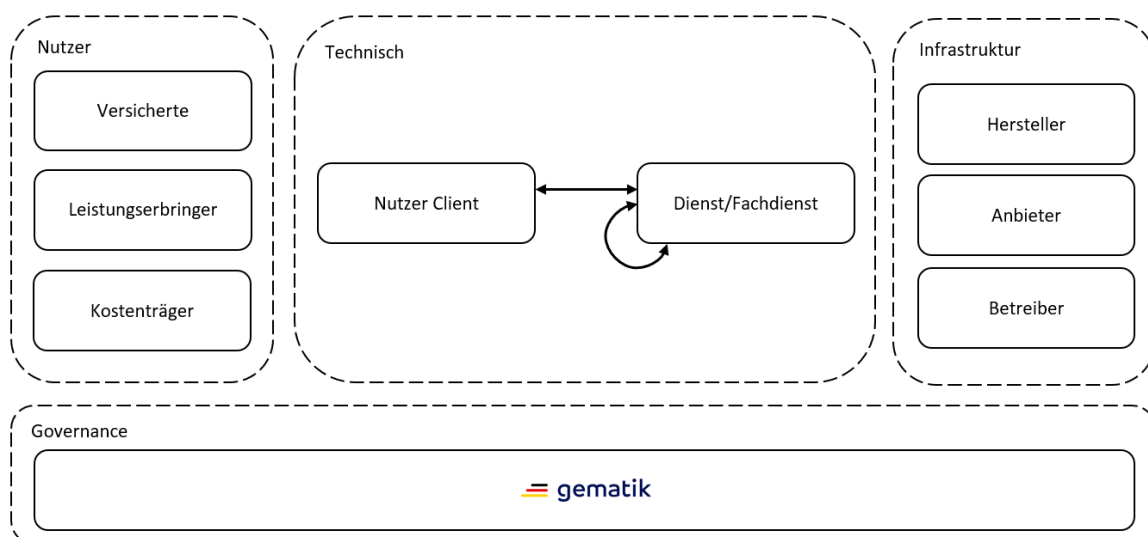 Nutzer
Versicherte
Leistungserbringer
Kostenträger
Technisch
Nutzer Client
Dienst/Fachdienst
Infrastruktur
Hersteller
Anbieter
Betreiber
Governance
gematik